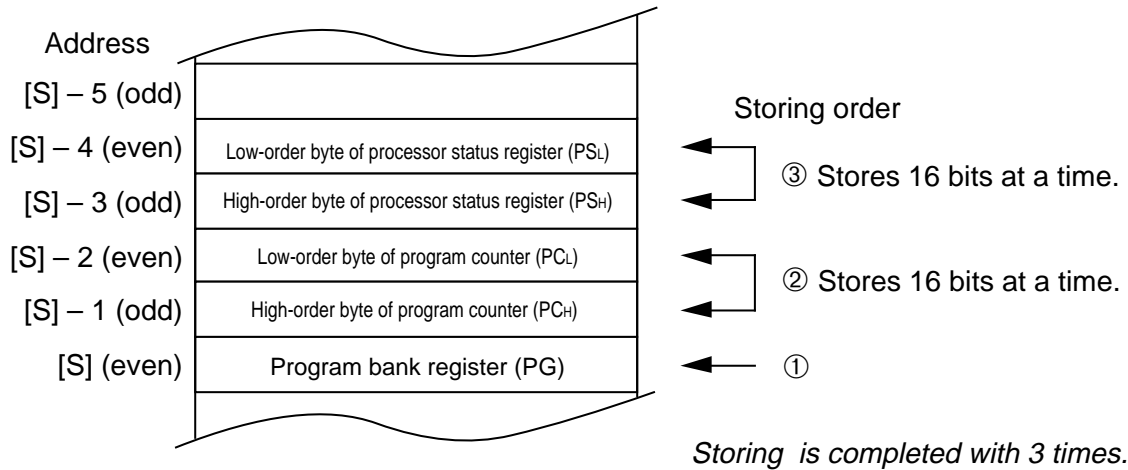 Address
[S] – 5 (odd)
Storing order
[S] – 4 (even) Low-order byte of processor status register (PSL)
③ Stores 16 bits at a time.
[S] – 3 (odd) High-order byte of processor status register (PSH)
[S] – 2 (even) Low-order byte of program counter (PCL)
② Stores 16 bits at a time.
[S] – 1 (odd) High-order byte of program counter (PCH)
[S] (even) Program bank register (PG) ①
Storing is completed with 3 times.